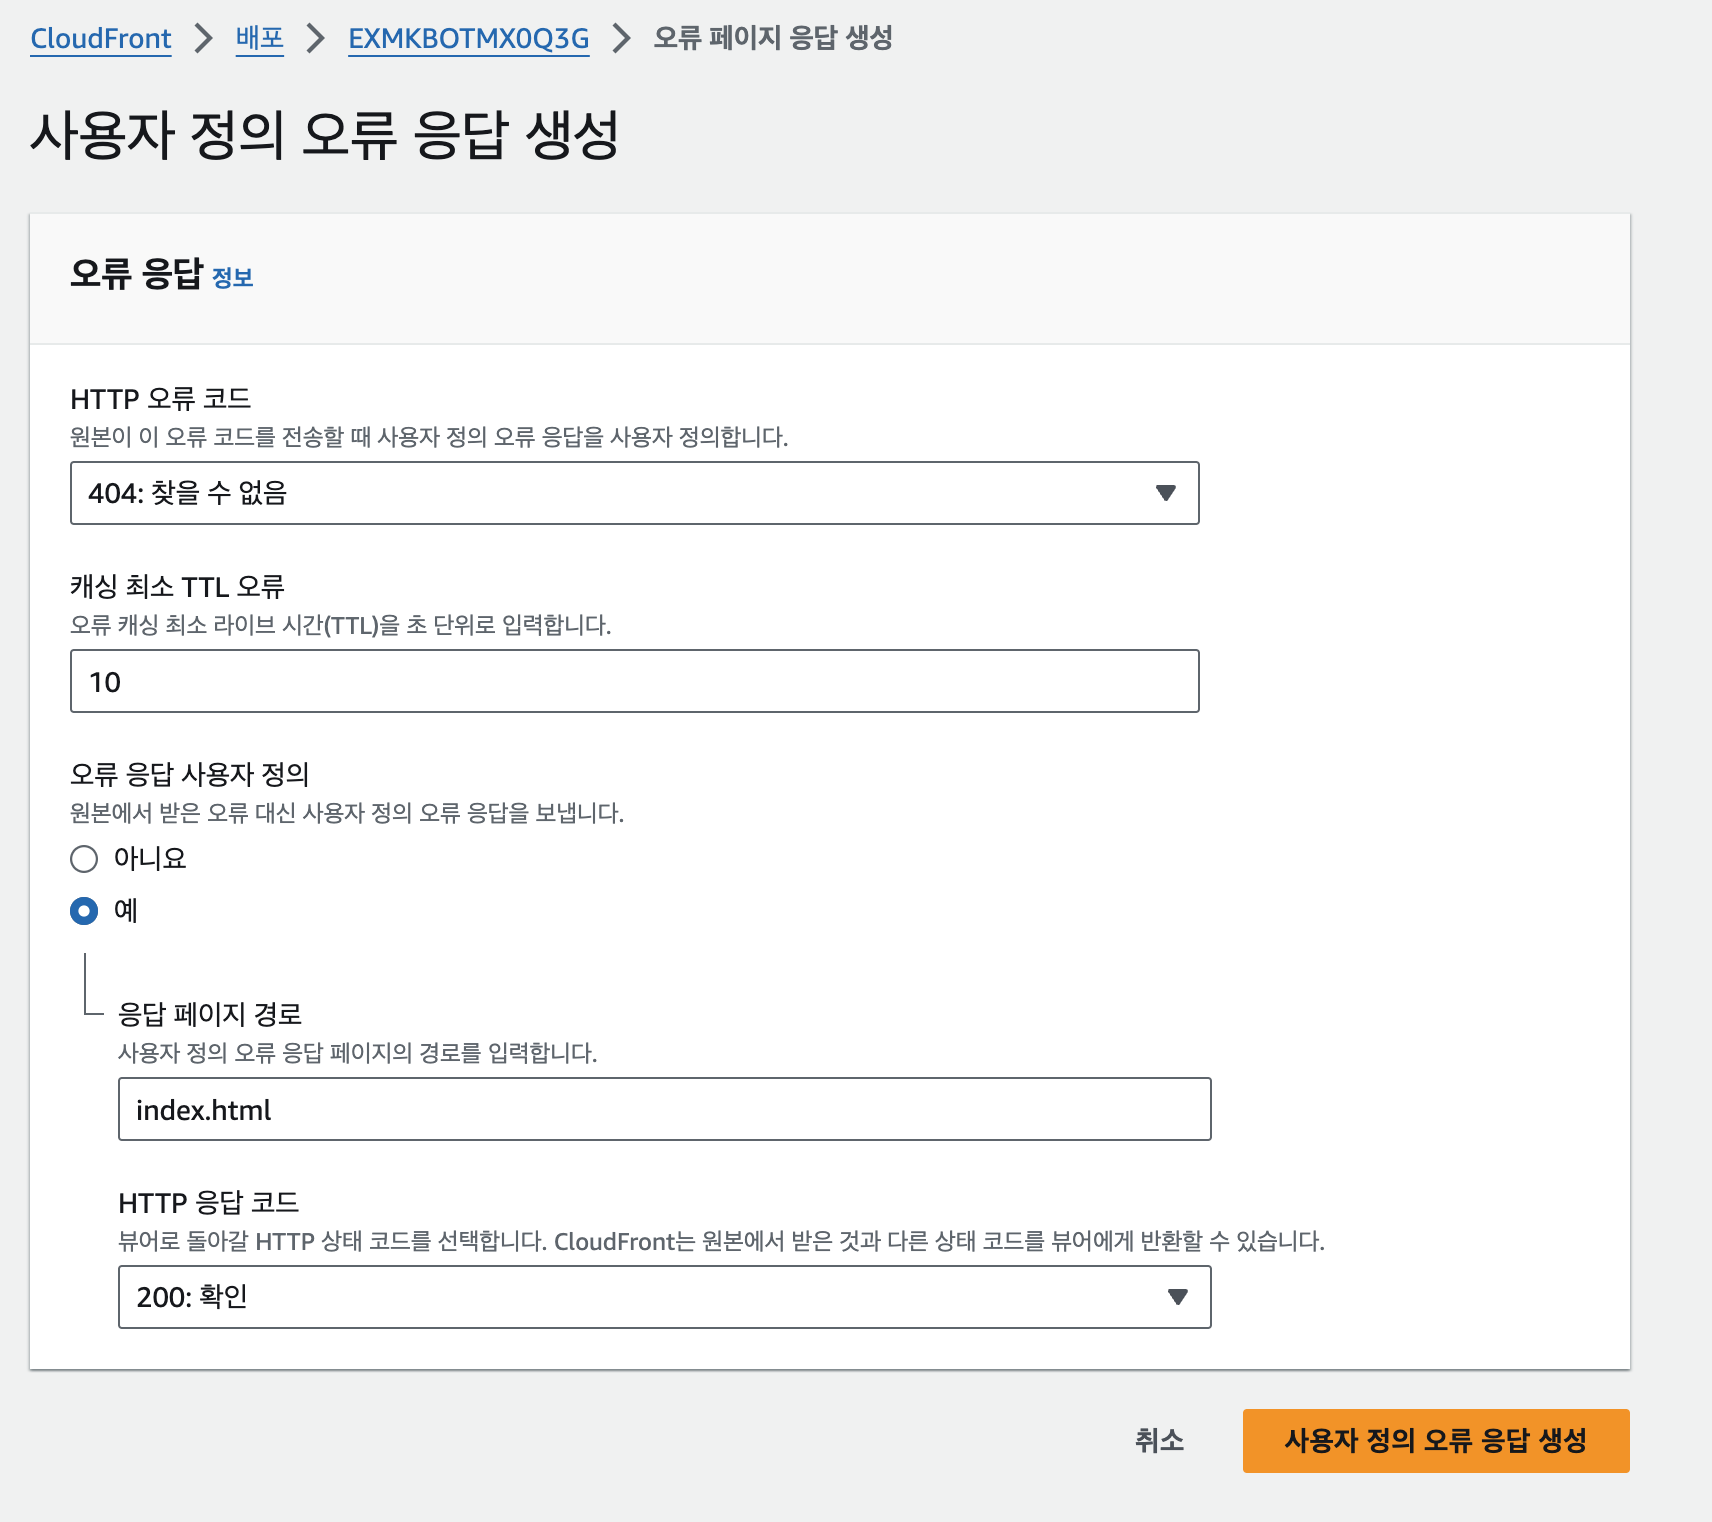 CloudFront > 배포 > EXMKBOTMX0Q3G > 오류 페이지 응답 생성
사용자 정의 오류 응답 생성
오류 응답 정보
HTTP 오류 코드
원본이 이 오류 코드를 전송할 때 사용자 정의 오류 응답을 사용자 정의합니다.
404: 찾을 수 없음
캐싱 최소 TTL 오류
오류 캐싱 최소 라이브 시간(TTL)을 초 단위로 입력합니다.
10
오류 응답 사용자 정의
원본에서 받은 오류 대신 사용자 정의 오류 응답을 보냅니다.
아니요
예
응답 페이지 경로
사용자 정의 오류 응답 페이지의 경로를 입력합니다.
index.html
HTTP 응답 코드
뷰어로 돌아갈 HTTP 상태 코드를 선택합니다. CloudFront는 원본에서 받은 것과 다른 상태 코드를 뷰어에게 반환할 수 있습니다.
200: 확인
취소
사용자 정의 오류 응답 생성